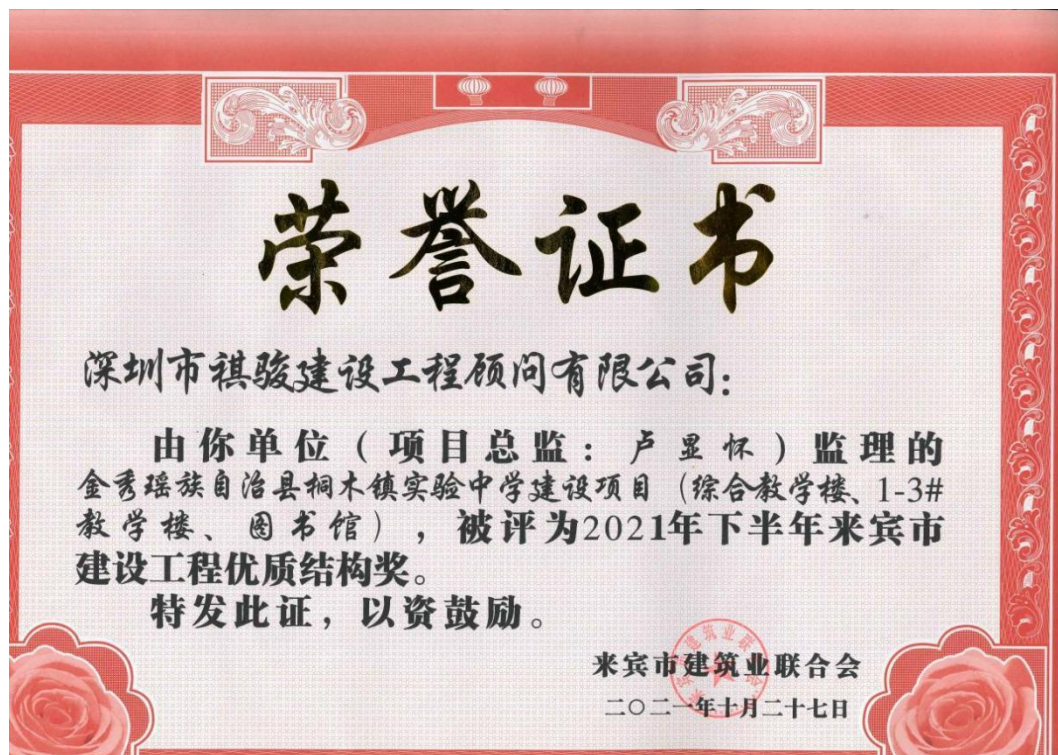 荣誉证书
深圳市祺骏建设工程顾问有限公司：
由你单位（项目总监：卢显怀）监理的
金秀瑶族自治县桐木镇实验中学建设项目（综合教学楼、1-3#
教学楼、图书馆），被评为2021年下半年来宾市
建设工程优质结构奖。
特发此证，以资鼓励。
来宾市建筑业联合会
二〇二一年十月二十七日